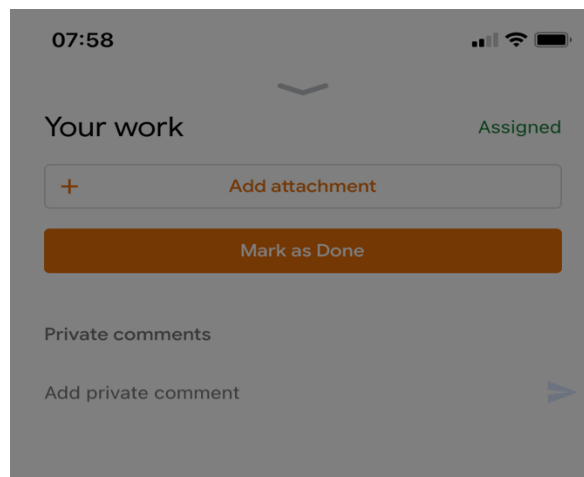 07:58
Your work
Assigned
+ Add attachment
Mark as Done
Private comments
Add private comment